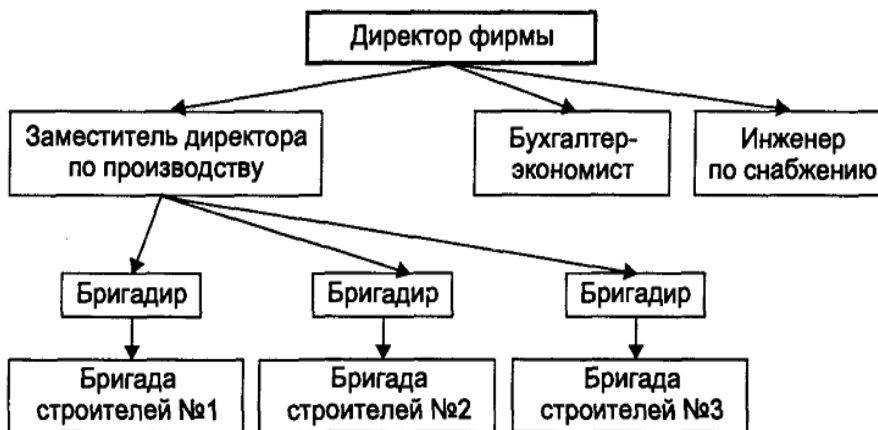 Директор фирмы
Заместитель директора
по производству
Бухгалтер-
экономист
Инженер
по снабжению
Бригадир
Бригадир
Бригадир
Бригада
строителей №1
Бригада
строителей №2
Бригада
строителей №3